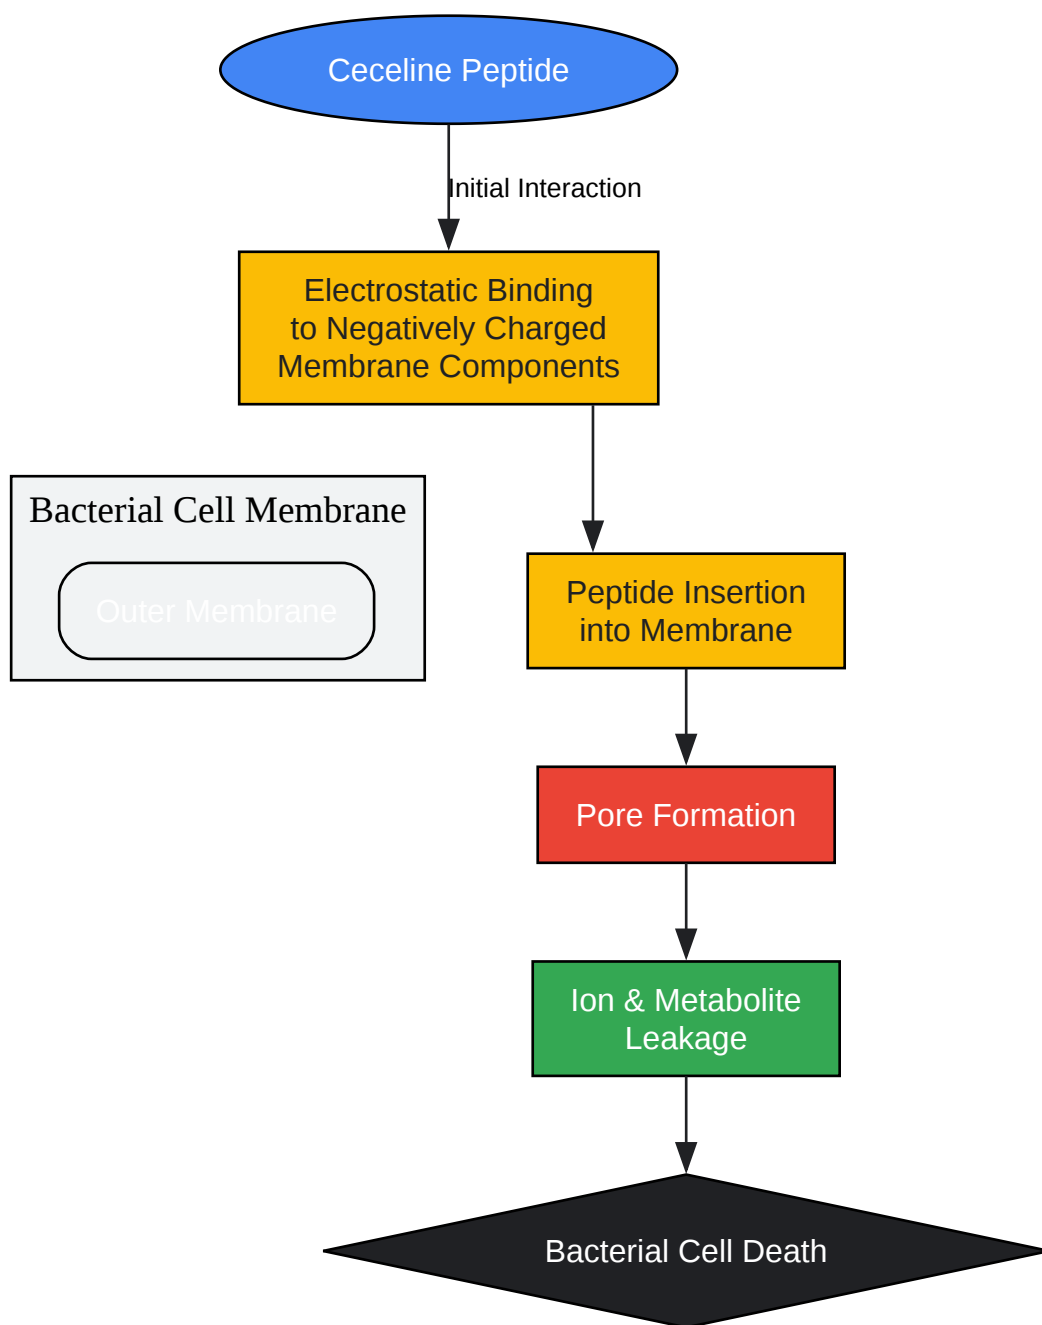 Ceceline Peptide
Initial Interaction
Electrostatic Binding
to Negatively Charged
Membrane Components
Bacterial Cell Membrane
Outer Membrane
Peptide Insertion
into Membrane
Pore Formation
Ion & Metabolite
Leakage
Bacterial Cell Death